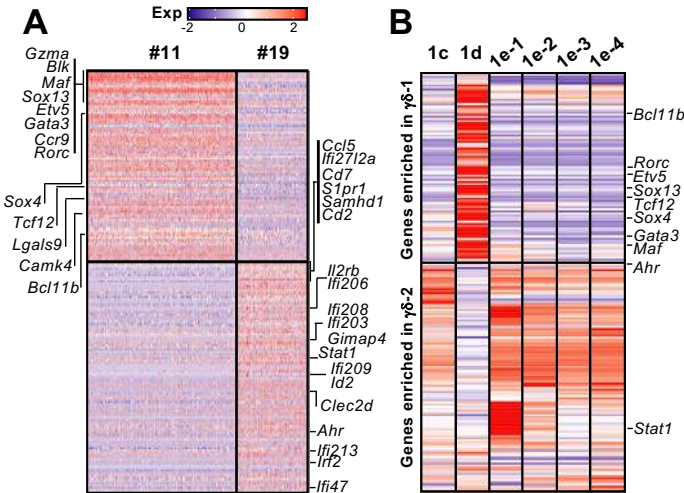 A
Exp
-2
0
2
#11
#19
Gzma
Blk
Maf
Sox13
Etv5
Gata3
Ccr9
Rorc
Sox4
Tcf12
Lgals9
Camk4
Bcl11b
Ccl5
Ifi27l2a
Cd7
S1pr1
Samhd1
Cd2
Il2rb
Ifi206
Ifi208
Ifi203
Gimap4
Stat1
Ifi209
Id2
Clec2d
Ahr
Ifi213
Irf2
Ifi47
B
1c
1d
1e-1
1e-2
1e-3
1e-4
Genes enriched in γδ-1
Genes enriched in γδ-2
Bcl11b
Rorc
Etv5
Sox13
Tcf12
Sox4
Gata3
Maf
Ahr
Stat1